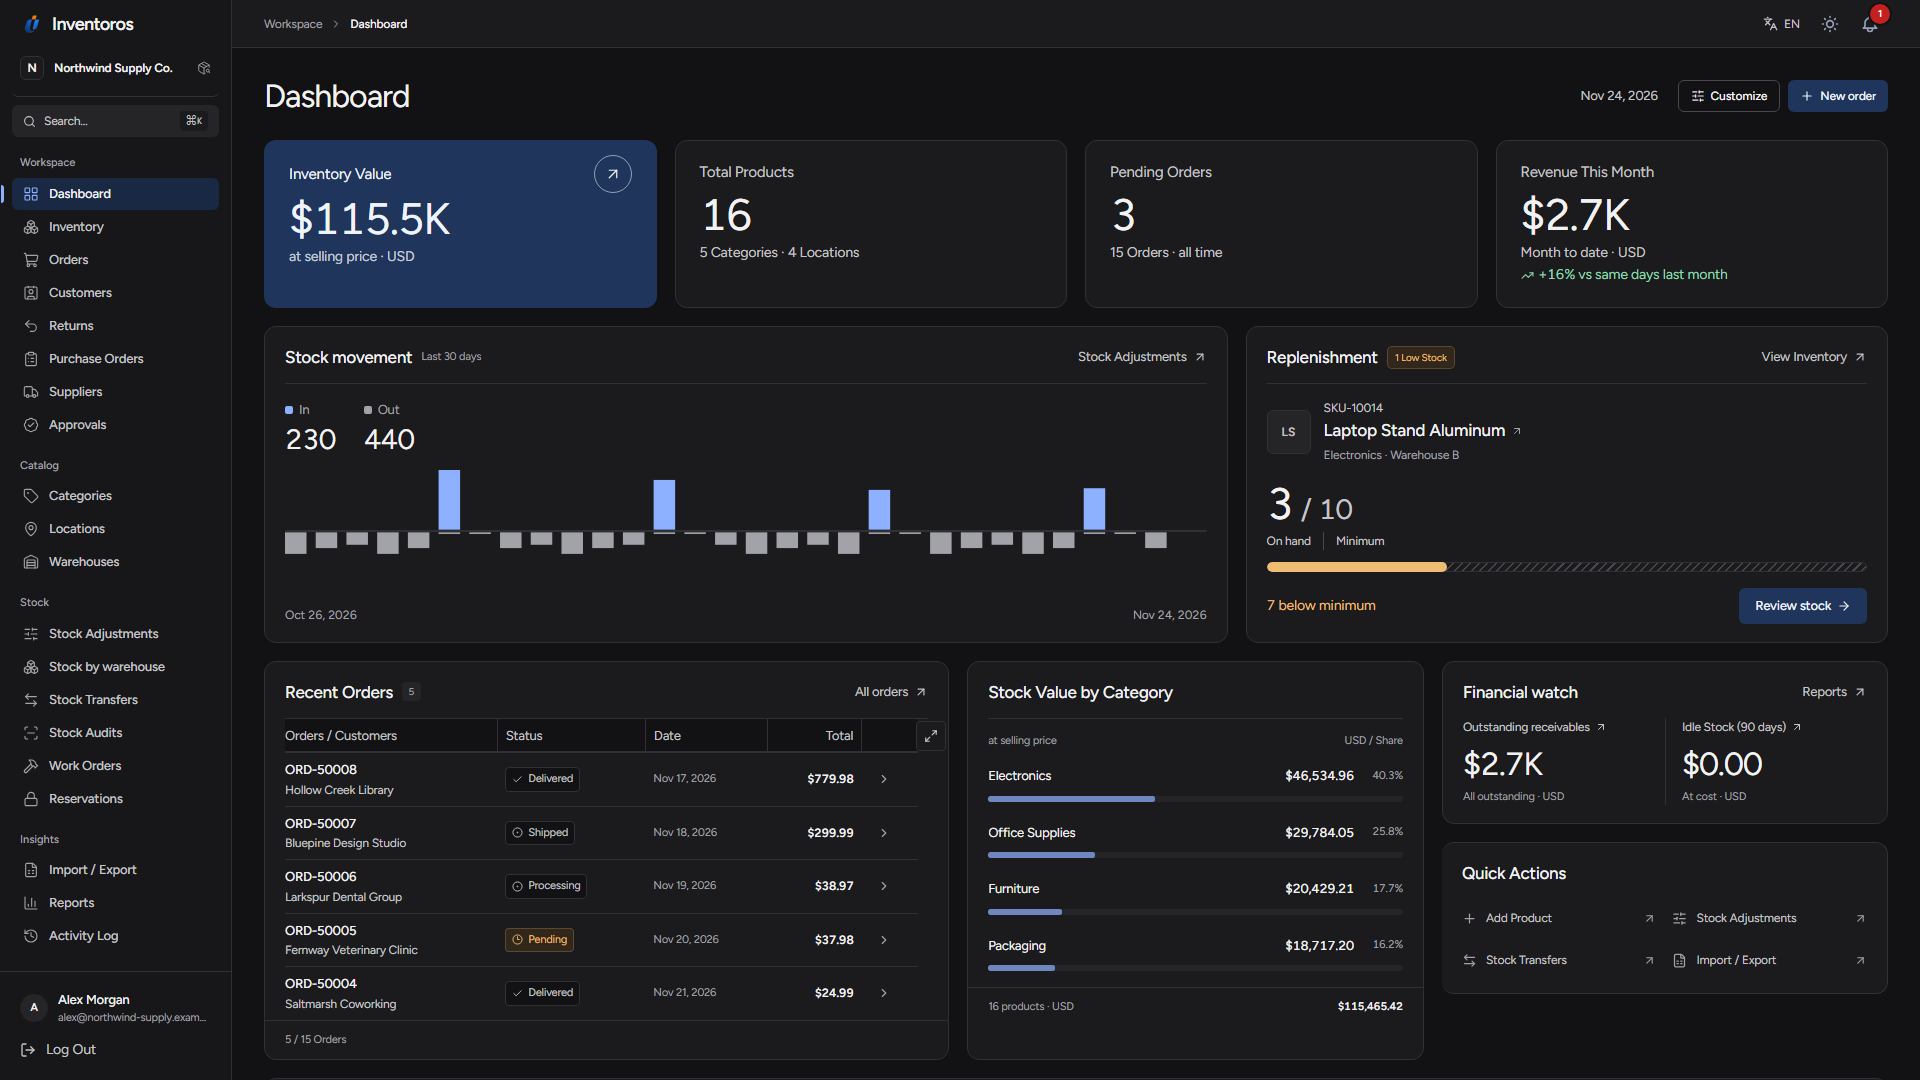 Inventoros
N Northwind Supply Co.
Search... ⌘K
Workspace
Dashboard
Inventory
Orders
Customers
Returns
Purchase Orders
Suppliers
Approvals
Catalog
Categories
Locations
Warehouses
Stock
Stock Adjustments
Stock by warehouse
Stock Transfers
Stock Audits
Work Orders
Reservations
Insights
Import / Export
Reports
Activity Log
A
Alex Morgan
alex@northwind-supply.exam...
Log Out
Workspace Dashboard
EN
1
Dashboard
Nov 24, 2026
Customize
New order
Inventory Value
$115.5K
at selling price · USD
Total Products
16
5 Categories · 4 Locations
Pending Orders
3
15 Orders · all time
Revenue This Month
$2.7K
Month to date · USD
+16% vs same days last month
Stock movement Last 30 days
Stock Adjustments
In Out
230 440
Oct 26, 2026 Nov 24, 2026
Replenishment 1 Low Stock
View Inventory
LS
SKU-10014
Laptop Stand Aluminum
Electronics · Warehouse B
3 / 10
On hand Minimum
7 below minimum
Review stock
Recent Orders 5
All orders
Orders / Customers Status Date Total
ORD-50008
Hollow Creek Library
Delivered Nov 17, 2026 $779.98
ORD-50007
Bluepine Design Studio
Shipped Nov 18, 2026 $299.99
ORD-50006
Larkspur Dental Group
Processing Nov 19, 2026 $38.97
ORD-50005
Fernway Veterinary Clinic
Pending Nov 20, 2026 $37.98
ORD-50004
Saltmarsh Coworking
Delivered Nov 21, 2026 $24.99
5 / 15 Orders
Stock Value by Category
at selling price USD / Share
Electronics $46,534.96 40.3%
Office Supplies $29,784.05 25.8%
Furniture $20,429.21 17.7%
Packaging $18,717.20 16.2%
16 products · USD $115,465.42
Financial watch
Reports
Outstanding receivables
$2.7K
All outstanding · USD
Idle Stock (90 days)
$0.00
At cost · USD
Quick Actions
Add Product
Stock Adjustments
Stock Transfers
Import / Export